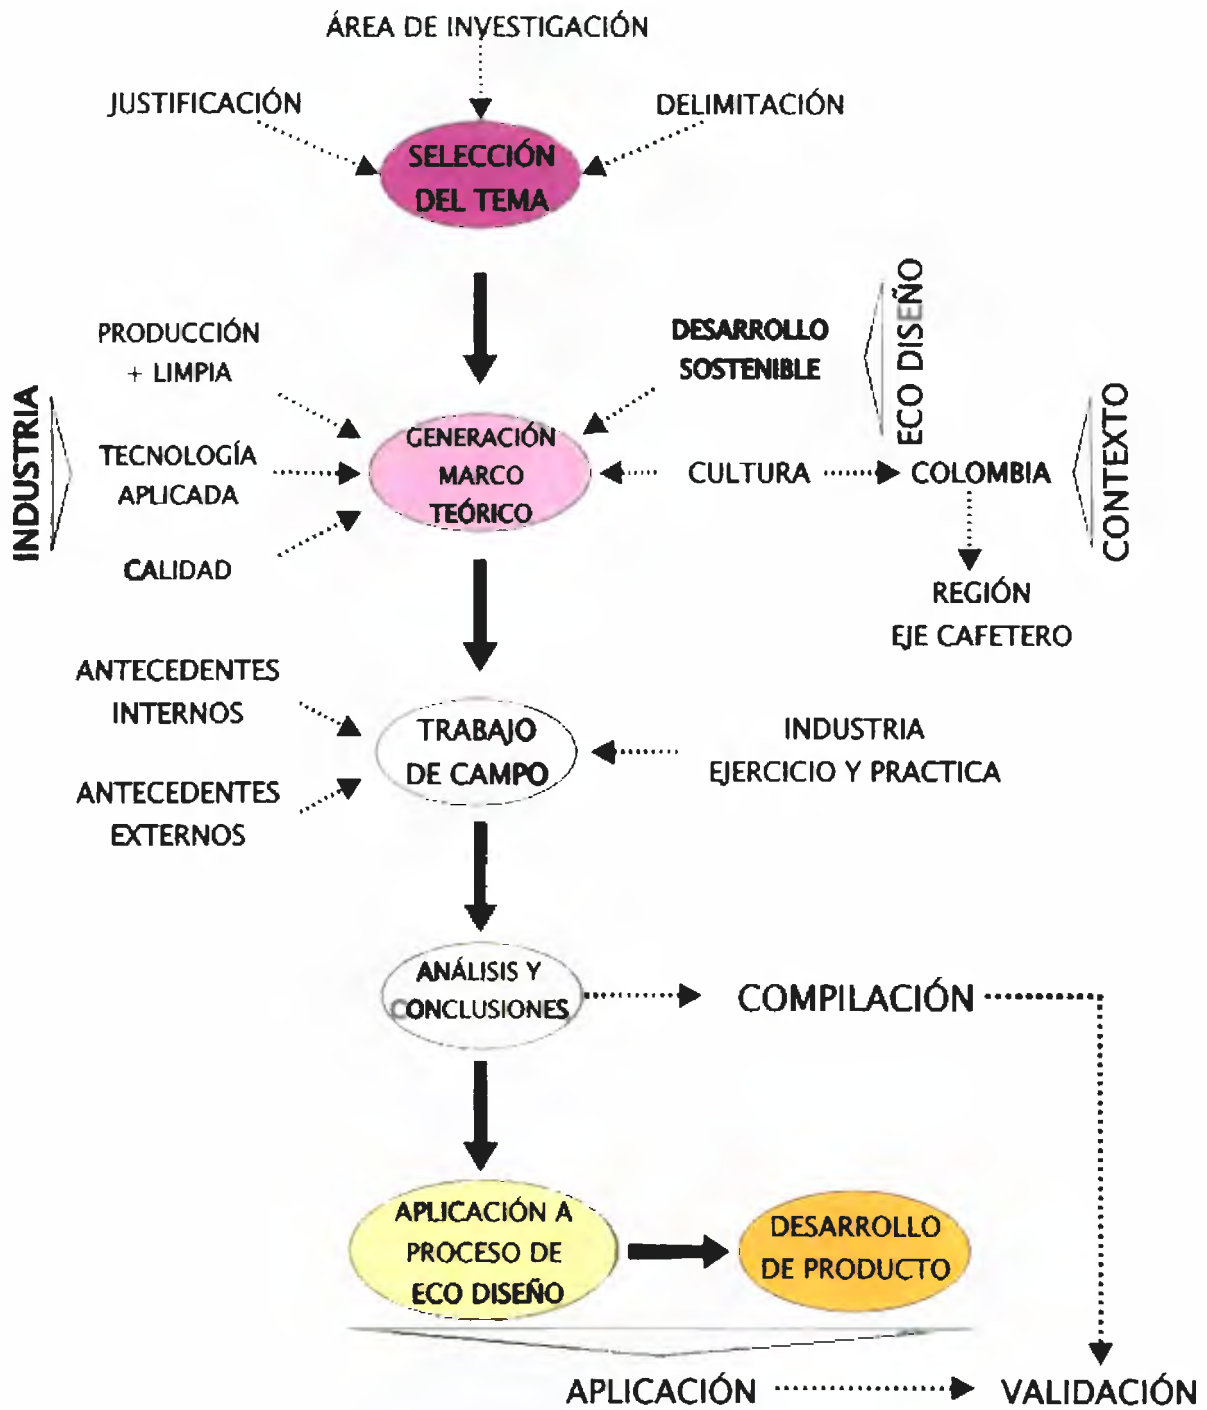 ÁREA DE INVESTIGACIÓN
JUSTIFICACIÓN
DELIMITACIÓN
SELECCIÓN
DEL TEMA
ECO DISEÑO
PRODUCCIÓN
+ LIMPIA
DESARROLLO
SOSTENIBLE
INDUSTRIA
TECNOLOGÍA
APLICADA
GENERACIÓN
MARCO
TEÓRICO
CULTURA
COLOMBIA
CONTEXTO
CALIDAD
REGIÓN
EJE CAFETERO
ANTECEDENTES
INTERNOS
TRABAJO
DE CAMPO
INDUSTRIA
EJERCICIO Y PRACTICA
ANTECEDENTES
EXTERNOS
ANÁLISIS Y
CONCLUSIONES
COMPILACIÓN
APLICACIÓN A
PROCESO DE
ECO DISEÑO
DESARROLLO
DE PRODUCTO
APLICACIÓN
VALIDACIÓN